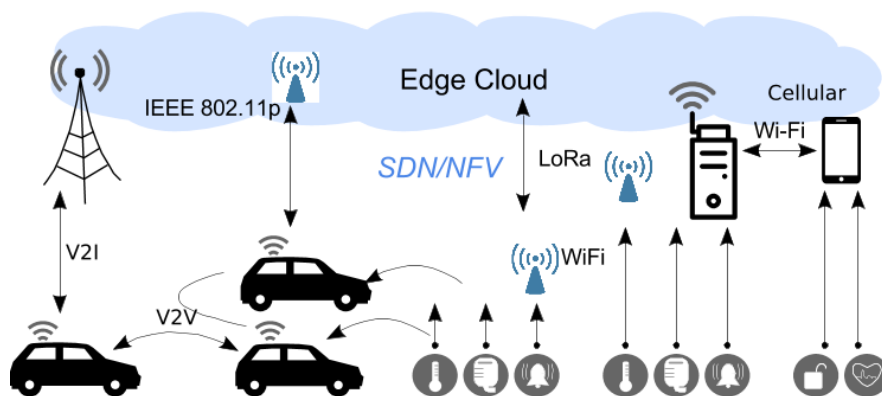 Edge Cloud
IEEE 802.11p
Cellular
Wi-Fi
SDN/NFV
LoRa
V2I
WiFi
V2V